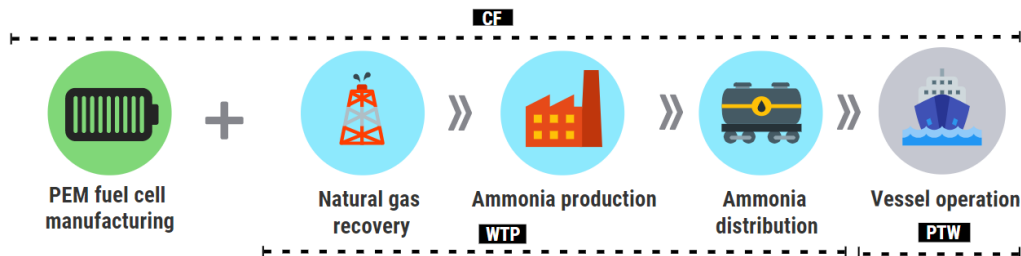 CF
PEM fuel cell
manufacturing
Natural gas
recovery
Ammonia production
Ammonia
distribution
Vessel operation
WTP
PTW